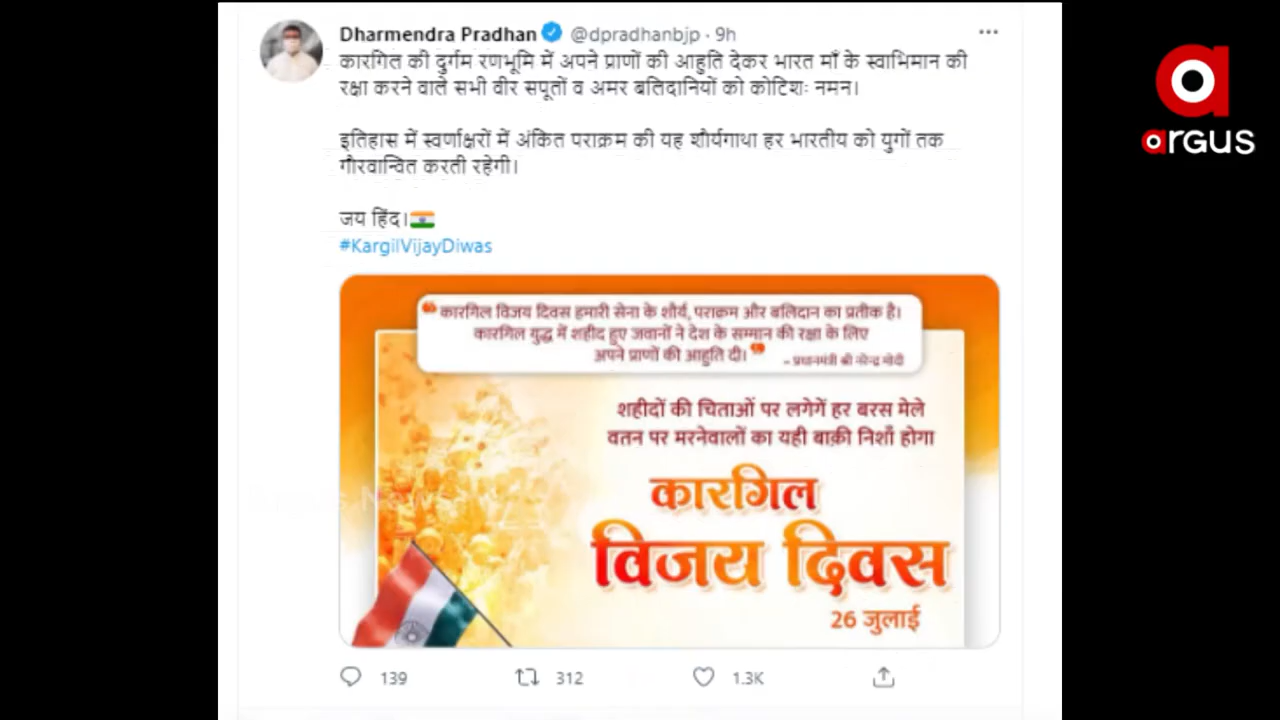 Dharmendra Pradhan @dpradhanbjp · 9h
कारगिल की दुर्गम रणभूमि में अपने प्राणों की आहुति देकर भारत माँ के स्वाभिमान की
रक्षा करने वाले सभी वीर सपूतों व अमर बलिदानियों को कोटिशः नमन।
इतिहास में स्वर्णाक्षरों में अंकित पराक्रम की यह शौर्यगाथा हर भारतीय को युगों तक
गौरवान्वित करती रहेगी।
जय हिंद।
#KargilVijayDiwas
❝ कारगिल विजय दिवस हमारी सेना के शौर्य, पराक्रम और बलिदान का प्रतीक है।
कारगिल युद्ध में शहीद हुए जवानों ने देश के सम्मान की रक्षा के लिए
अपने प्राणों की आहुति दी। ❞
- प्रधानमंत्री श्री नरेन्द्र मोदी
शहीदों की चिताओं पर लगेगें हर बरस मेले
वतन पर मरनेवालों का यही बाक़ी निशाँ होगा
कारगिल
विजय दिवस
26 जुलाई
139 312 1.3K
a
argus
Argus News